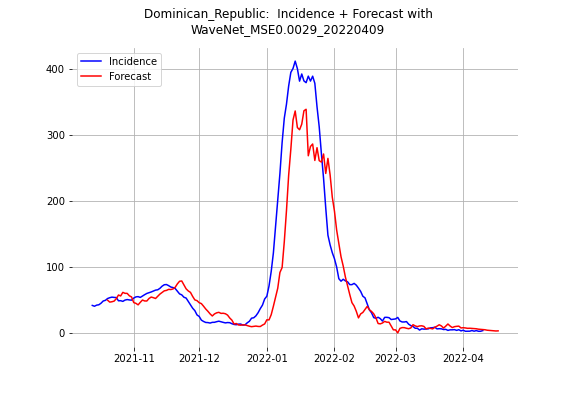 Dominican_Republic:  Incidence + Forecast with
WaveNet_MSE0.0029_20220409
Incidence
Forecast
400
300
200
100
0
2021-11
2021-12
2022-01
2022-02
2022-03
2022-04